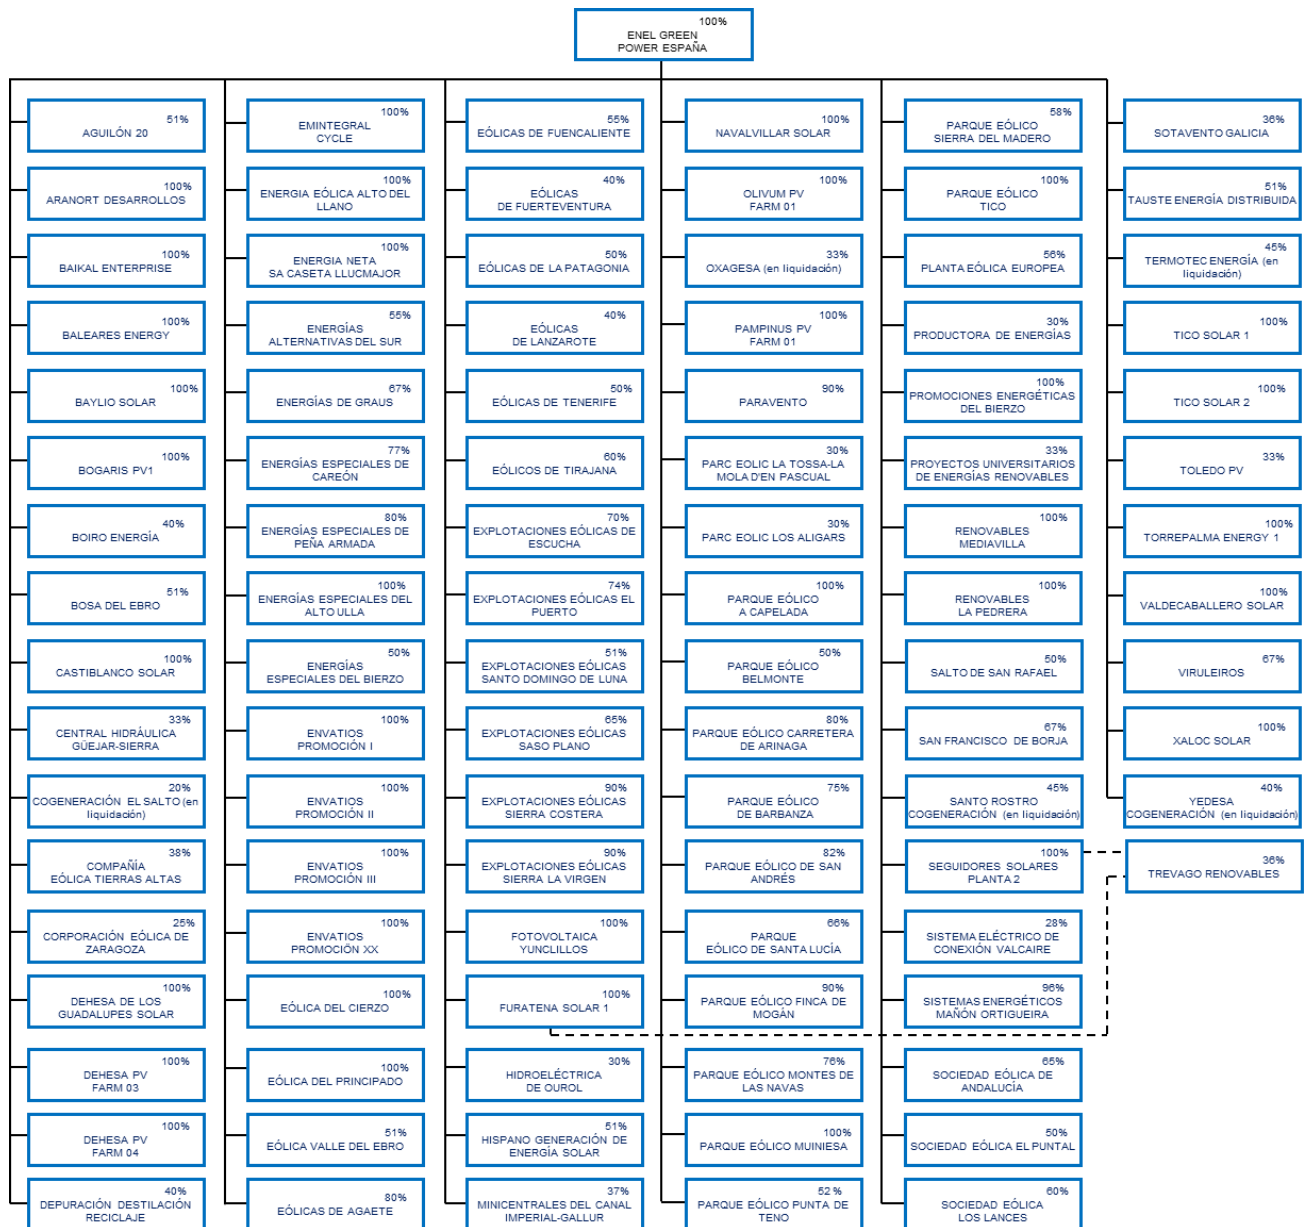 100%
ENEL GREEN
POWER ESPAÑA
51%
AGUILÓN 20
100%
ARANORT DESARROLLOS
100%
BAIKAL ENTERPRISE
100%
BALEARES ENERGY
100%
BAYLIO SOLAR
100%
BOGARIS PV1
40%
BOIRO ENERGÍA
51%
BOSA DEL EBRO
100%
CASTIBLANCO SOLAR
33%
CENTRAL HIDRÁULICA
GÜEJAR-SIERRA
20%
COGENERACIÓN EL SALTO (en
liquidación)
38%
COMPAÑÍA
EÓLICA TIERRAS ALTAS
25%
CORPORACIÓN EÓLICA DE
ZARAGOZA
100%
DEHESA DE LOS
GUADALUPES SOLAR
100%
DEHESA PV
FARM 03
100%
DEHESA PV
FARM 04
40%
DEPURACIÓN DESTILACIÓN
RECICLAJE
100%
EMINTEGRAL
CYCLE
100%
ENERGIA EÓLICA ALTO DEL
LLANO
100%
ENERGIA NETA
SA CASETA LLUCMAJOR
55%
ENERGÍAS
ALTERNATIVAS DEL SUR
67%
ENERGÍAS DE GRAUS
77%
ENERGÍAS ESPECIALES DE
CAREÓN
80%
ENERGÍAS ESPECIALES DE
PEÑA ARMADA
100%
ENERGÍAS ESPECIALES DEL
ALTO ULLA
50%
ENERGÍAS
ESPECIALES DEL BIERZO
100%
ENVATIOS
PROMOCIÓN I
100%
ENVATIOS
PROMOCIÓN II
100%
ENVATIOS
PROMOCIÓN III
100%
ENVATIOS
PROMOCIÓN XX
100%
EÓLICA DEL CIERZO
100%
EÓLICA DEL PRINCIPADO
51%
EÓLICA VALLE DEL EBRO
80%
EÓLICAS DE AGAETE
55%
EÓLICAS DE FUENCALIENTE
40%
EÓLICAS
DE FUERTEVENTURA
50%
EÓLICAS DE LA PATAGONIA
40%
EÓLICAS
DE LANZAROTE
50%
EÓLICAS DE TENERIFE
60%
EÓLICOS DE TIRAJANA
70%
EXPLOTACIONES EÓLICAS DE
ESCUCHA
74%
EXPLOTACIONES EÓLICAS EL
PUERTO
51%
EXPLOTACIONES EÓLICAS
SANTO DOMINGO DE LUNA
65%
EXPLOTACIONES EÓLICAS
SASO PLANO
90%
EXPLOTACIONES EÓLICAS
SIERRA COSTERA
90%
EXPLOTACIONES EÓLICAS
SIERRA LA VIRGEN
100%
FOTOVOLTAICA
YUNCLILLOS
100%
FURATENA SOLAR 1
30%
HIDROELÉCTRICA
DE OUROL
51%
HISPANO GENERACIÓN DE
ENERGÍA SOLAR
37%
MINICENTRALES DEL CANAL
IMPERIAL-GALLUR
100%
NAVALVILLAR SOLAR
100%
OLIVUM PV
FARM 01
33%
OXAGESA (en liquidación)
100%
PAMPINUS PV
FARM 01
90%
PARAVENTO
30%
PARC EOLIC LA TOSSA-LA
MOLA D'EN PASCUAL
30%
PARC EOLIC LOS ALIGARS
100%
PARQUE EÓLICO
A CAPELADA
50%
PARQUE EÓLICO
BELMONTE
80%
PARQUE EÓLICO CARRETERA
DE ARINAGA
75%
PARQUE EÓLICO
DE BARBANZA
82%
PARQUE EÓLICO DE SAN
ANDRÉS
66%
PARQUE
EÓLICO DE SANTA LUCÍA
90%
PARQUE EÓLICO FINCA DE
MOGÁN
76%
PARQUE EÓLICO MONTES DE
LAS NAVAS
100%
PARQUE EÓLICO MUINIESA
52 %
PARQUE EÓLICO PUNTA DE
TENO
58%
PARQUE EÓLICO
SIERRA DEL MADERO
100%
PARQUE EÓLICO
TICO
56%
PLANTA EÓLICA EUROPEA
30%
PRODUCTORA DE ENERGÍAS
100%
PROMOCIONES ENERGÉTICAS
DEL BIERZO
33%
PROYECTOS UNIVERSITARIOS
DE ENERGÍAS RENOVABLES
100%
RENOVABLES
MEDIAVILLA
100%
RENOVABLES
LA PEDRERA
50%
SALTO DE SAN RAFAEL
67%
SAN FRANCISCO DE BORJA
45%
SANTO ROSTRO
COGENERACIÓN (en liquidación)
100%
SEGUIDORES SOLARES
PLANTA 2
28%
SISTEMA ELÉCTRICO DE
CONEXIÓN VALCAIRE
96%
SISTEMAS ENERGÉTICOS
MAÑÓN ORTIGUEIRA
65%
SOCIEDAD EÓLICA DE
ANDALUCÍA
50%
SOCIEDAD EÓLICA EL PUNTAL
60%
SOCIEDAD EÓLICA
LOS LANCES
36%
SOTAVENTO GALICIA
51%
TAUSTE ENERGÍA DISTRIBUIDA
45%
TERMOTEC ENERGÍA (en
liquidación)
100%
TICO SOLAR 1
100%
TICO SOLAR 2
33%
TOLEDO PV
100%
TORREPALMA ENERGY 1
100%
VALDECABALLERO SOLAR
67%
VIRULEIROS
100%
XALOC SOLAR
40%
YEDESA
COGENERACIÓN (en liquidación)
36%
TREVAGO RENOVABLES